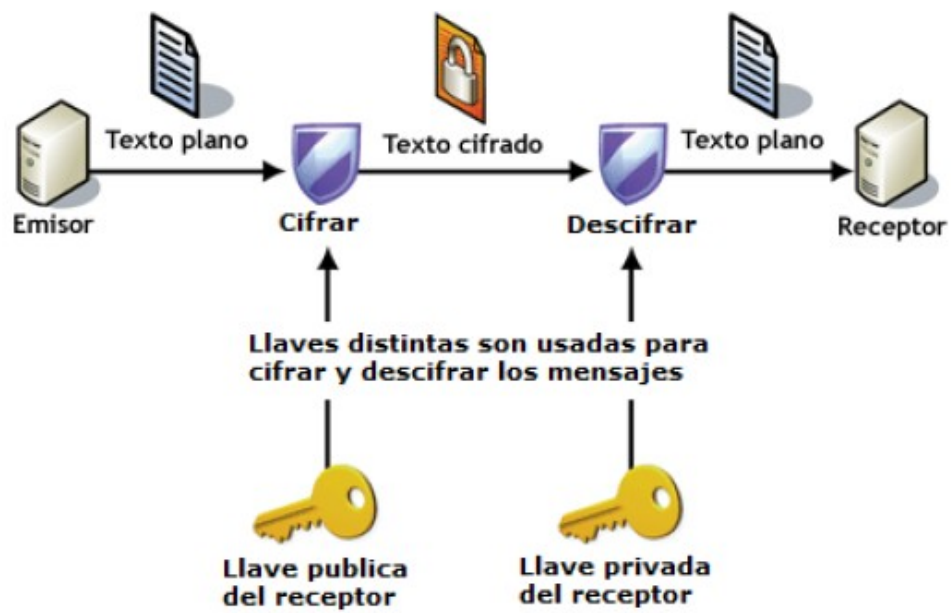 Texto plano
Texto cifrado
Texto plano
Emisor
Cifrar
Descifrar
Receptor
Llaves distintas son usadas para
cifrar y descifrar los mensajes
Llave publica
del receptor
Llave privada
del receptor